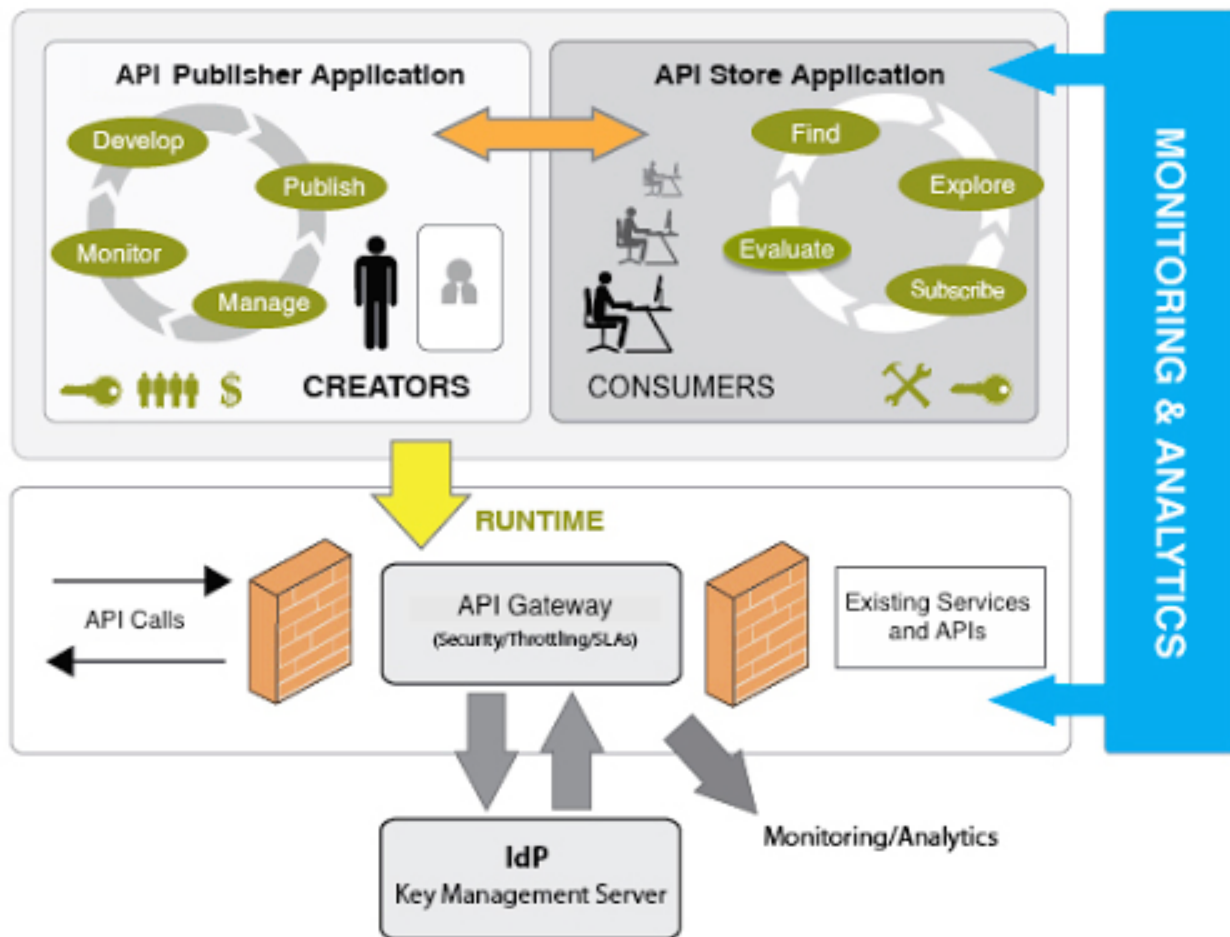 API Publisher Application
Develop
Publish
Monitor
Manage
$
CREATORS
API Store Application
Find
Explore
Evaluate
Subscribe
CONSUMERS
MONITORING & ANALYTICS
RUNTIME
API Calls
API Gateway
(Security/Throttling/SLAs)
Existing Services
and APIs
IdP
Key Management Server
Monitoring/Analytics